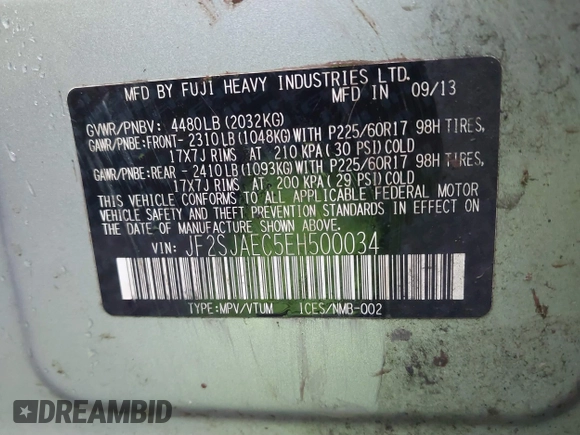 MFD BY FUJI HEAVY INDUSTRIES LTD.
MFD IN 09/13
GVWR/PNBV: 4480LB(2032KG)
GAWR/PNBE:FRONT- 2310LB(1048KG)WITH P225/60R17 98H TIRES,
17X7J RIMS AT 210 KPA( 30 PSI)COLD
GAWR/PNBE:REAR - 2410LB(1093KG)WITH P225/60R17 98H TIRES,
17X7J RIMS AT 200 KPA( 29 PSI)COLD
THIS VEHICLE CONFORMS TO ALL APPLICABLE FEDERAL MOTOR
VEHICLE SAFETY AND THEFT PREVENTION STANDARDS IN EFFECT ON
THE DATE OF MANUFACTURE SHOWN ABOVE.
VIN: JF2SJAEC5EH500034
TYPE:MPV/VTUM ICES/NMB-002
DREAMBID